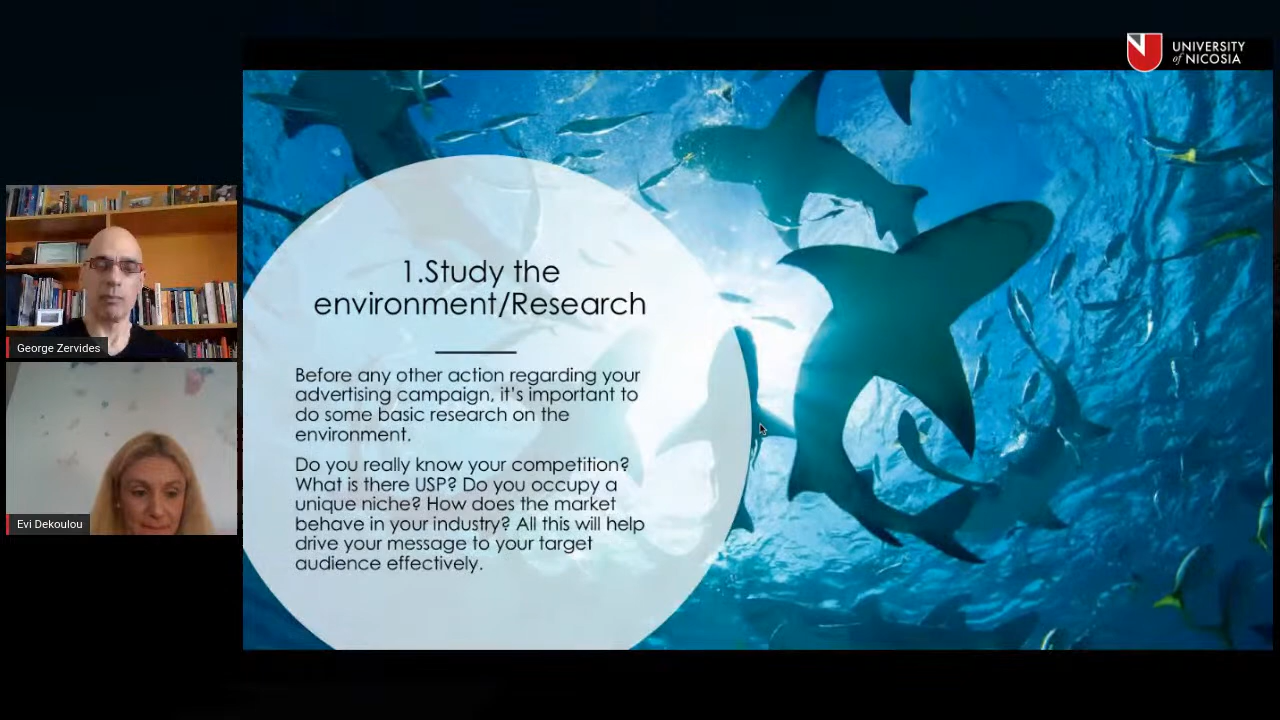 UNIVERSITY
of NICOSIA
George Zervides
Evi Dekoulou
1.Study the
environment/Research
Before any other action regarding your
advertising campaign, it's important to
do some basic research on the
environment.
Do you really know your competition?
What is there USP? Do you occupy a
unique niche? How does the market
behave in your industry? All this will help
drive your message to your target
audience effectively.